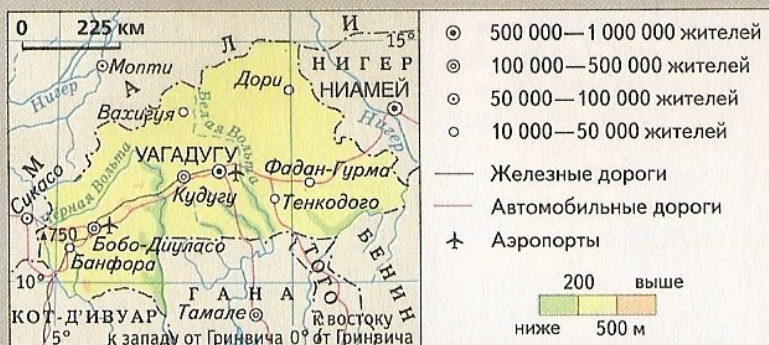 0 225 км
Л И
15°
Мопти
НИГЕР
Дори
НИАМЕЙ
А
Нигер
Вахигуя
Белая Вольта
Нигер
М
УАГАДУГУ
Фадан-Гурма
Сикасо
Чёрная Вольта
Кудугу
Тенкодого
750
Бобо-Диуласо
Банфора
БЕНИН
10°
ГАНА
ТОГО
КОТ-Д'ИВУАР
Тамале
к востоку
5° к западу от Гринвича 0° от Гринвича
500 000—1 000 000 жителей
100 000—500 000 жителей
50 000—100 000 жителей
10 000—50 000 жителей
Железные дороги
Автомобильные дороги
Аэропорты
200 выше
ниже 500 м